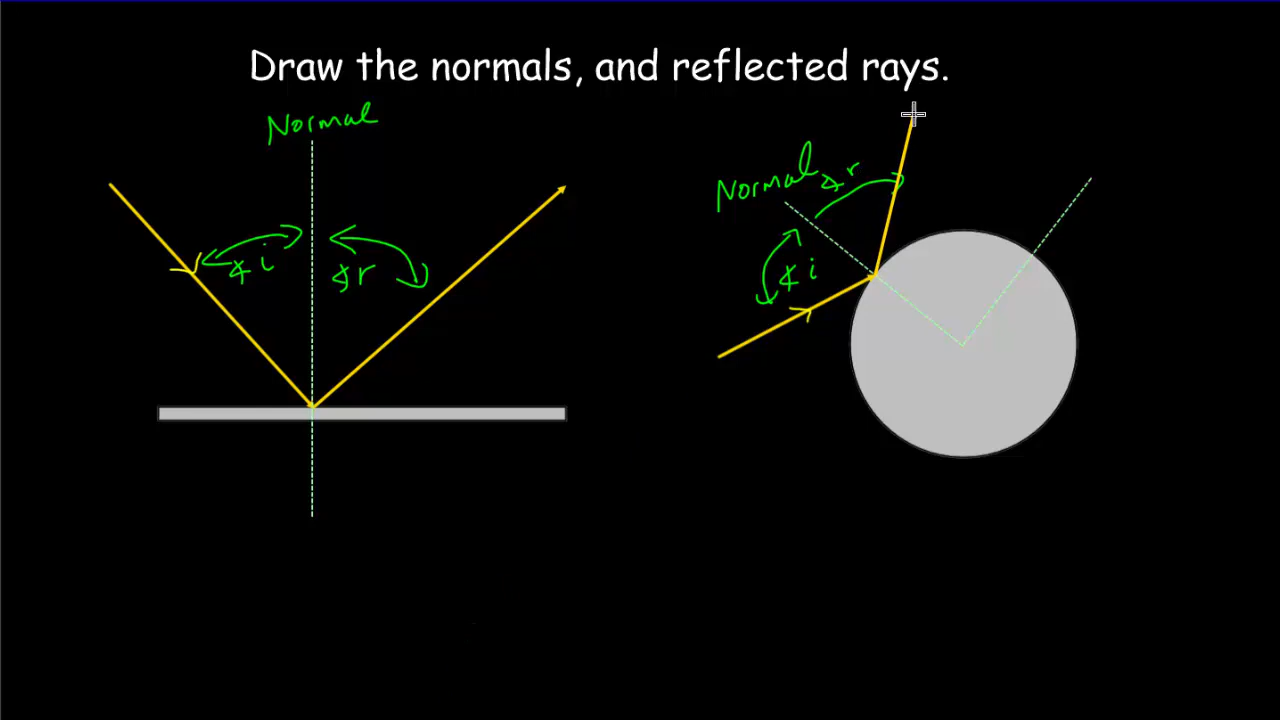 Draw the normals, and reflected rays.
Normal
∡ i
∡ r
Normal
∡ r
∡ i